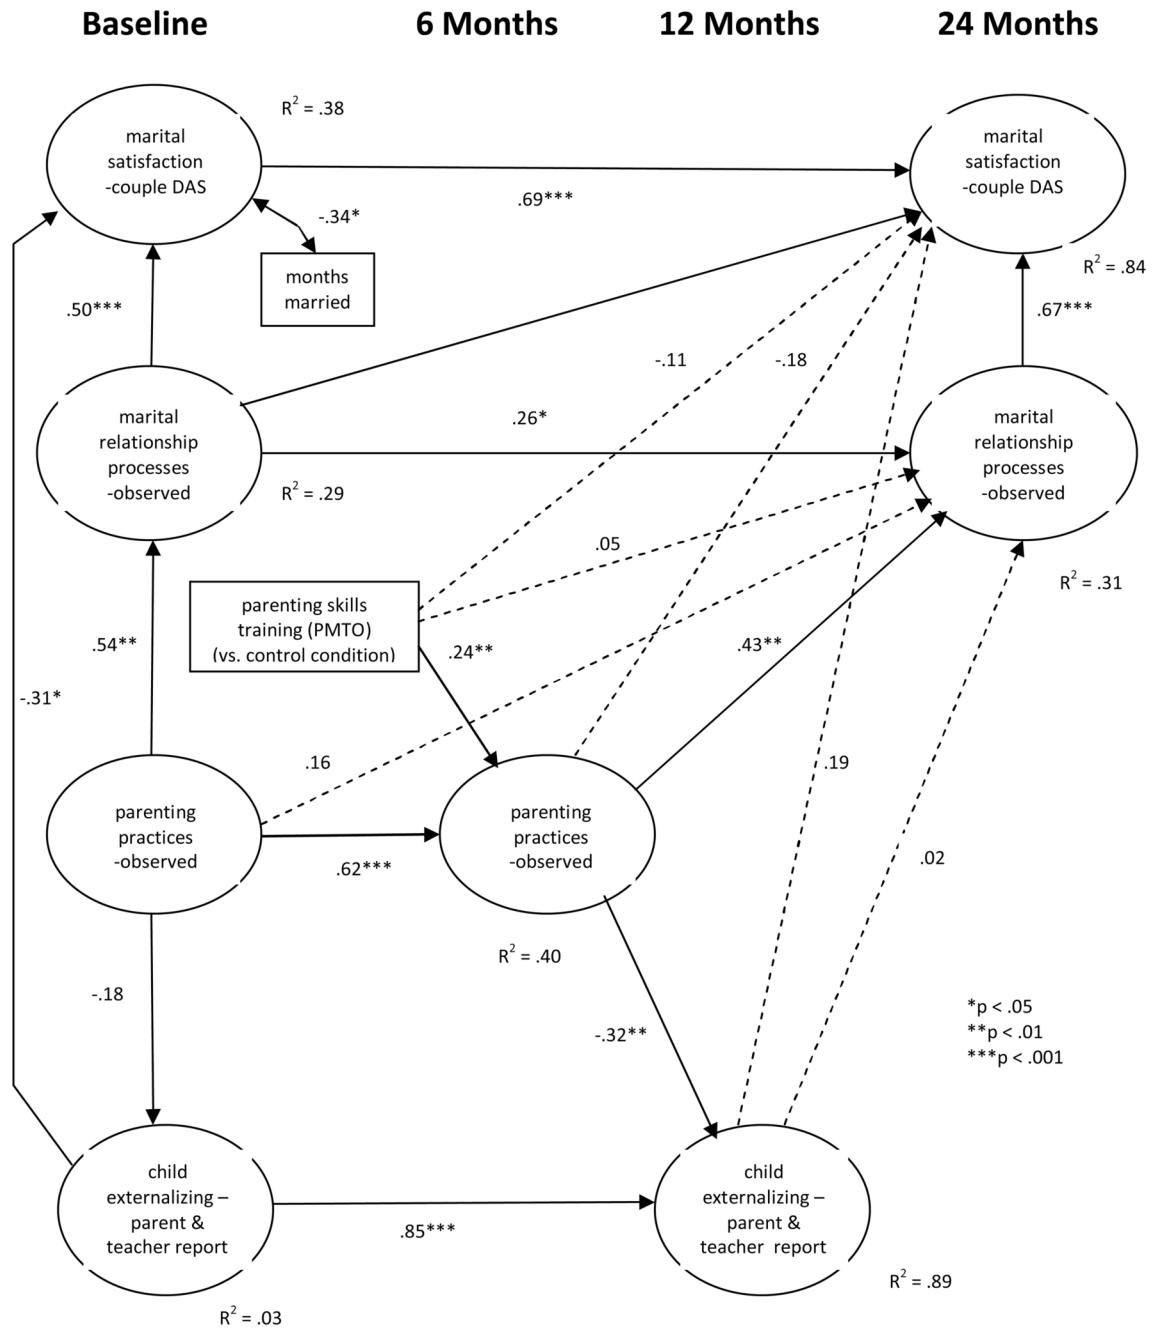 Baseline
6 Months
12 Months
24 Months
R² = .38
marital
satisfaction
-couple DAS
marital
satisfaction
-couple DAS
.69***
-.34*
R² = .84
months
married
.50***
.67***
-.11
-.18
marital
relationship
processes
-observed
.26*
marital
relationship
processes
-observed
R² = .29
.05
R² = .31
parenting skills
training (PMTO)
(vs. control condition)
.54**
.24**
.43**
-.31*
.16
.19
parenting
practices
-observed
parenting
practices
-observed
.62***
.02
R² = .40
-.18
-.32**
*p < .05
**p < .01
***p < .001
child
externalizing –
parent &
teacher report
child
externalizing –
parent &
teacher report
.85***
R² = .89
R² = .03